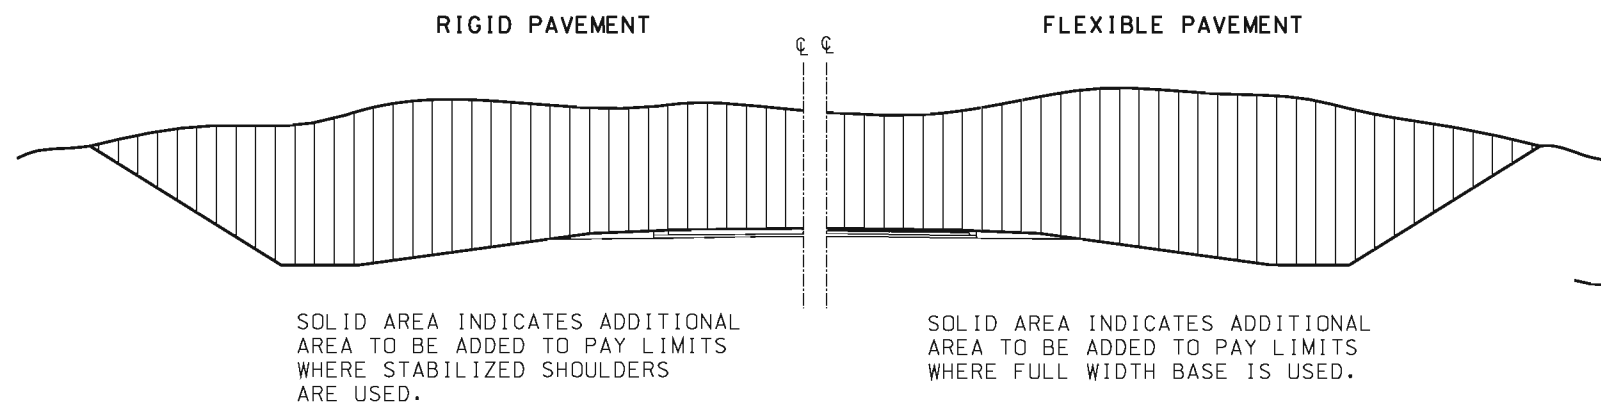 RIGID PAVEMENT
FLEXIBLE PAVEMENT
℄ ℄
SOLID AREA INDICATES ADDITIONAL
AREA TO BE ADDED TO PAY LIMITS
WHERE STABILIZED SHOULDERS
ARE USED.
SOLID AREA INDICATES ADDITIONAL
AREA TO BE ADDED TO PAY LIMITS
WHERE FULL WIDTH BASE IS USED.